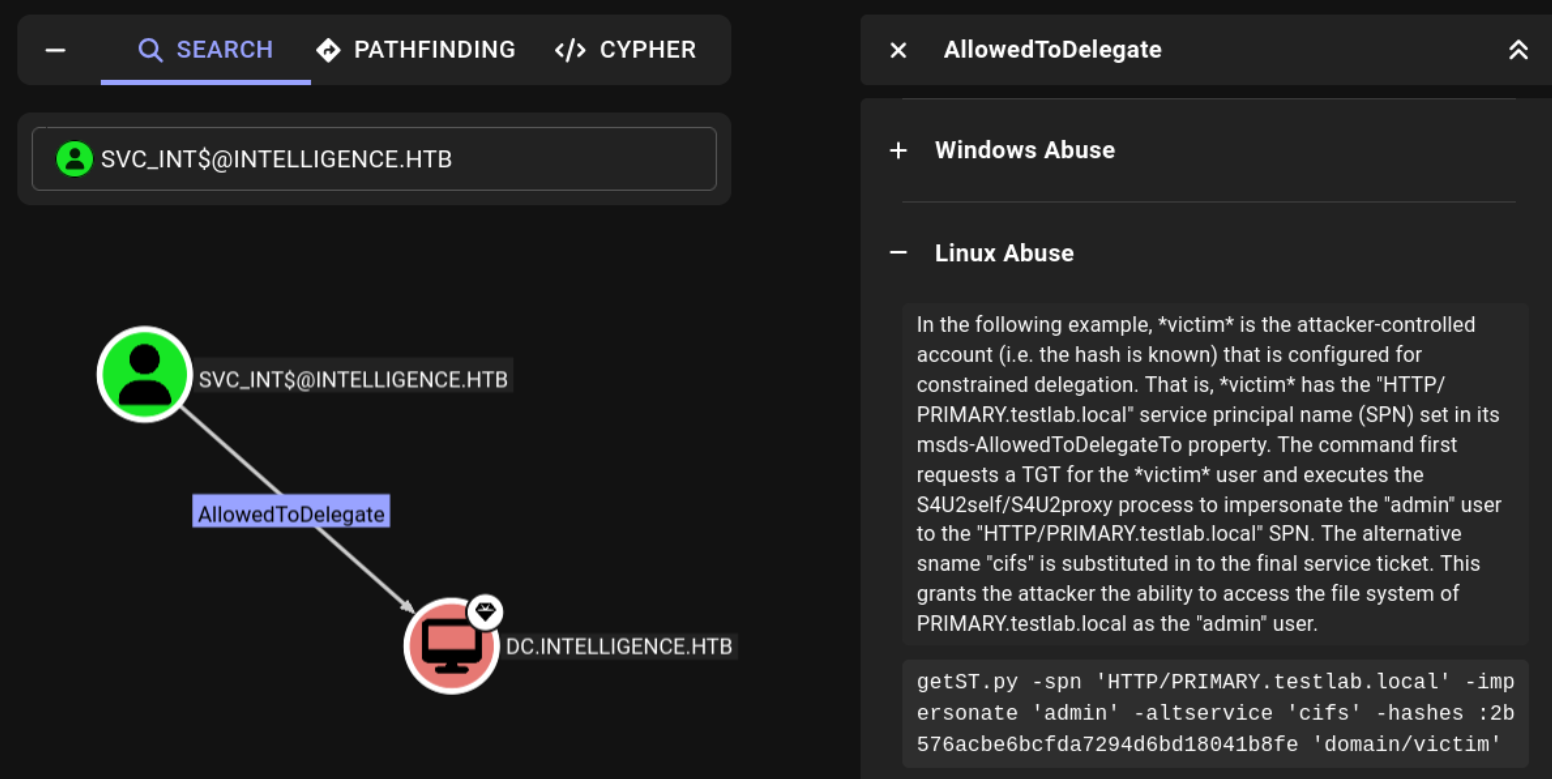 SEARCH
PATHFINDING
</> CYPHER
SVC_INT$@INTELLIGENCE.HTB
SVC_INT$@INTELLIGENCE.HTB
AllowedToDelegate
DC.INTELLIGENCE.HTB
AllowedToDelegate
Windows Abuse
Linux Abuse
In the following example, *victim* is the attacker-controlled
account (i.e. the hash is known) that is configured for
constrained delegation. That is, *victim* has the "HTTP/
PRIMARY.testlab.local" service principal name (SPN) set in its
msds-AllowedToDelegateTo property. The command first
requests a TGT for the *victim* user and executes the
S4U2self/S4U2proxy process to impersonate the "admin" user
to the "HTTP/PRIMARY.testlab.local" SPN. The alternative
sname "cifs" is substituted in to the final service ticket. This
grants the attacker the ability to access the file system of
PRIMARY.testlab.local as the "admin" user.
getST.py -spn 'HTTP/PRIMARY.testlab.local' -imp
ersonate 'admin' -altservice 'cifs' -hashes :2b
576acbe6bcfda7294d6bd18041b8fe 'domain/victim'